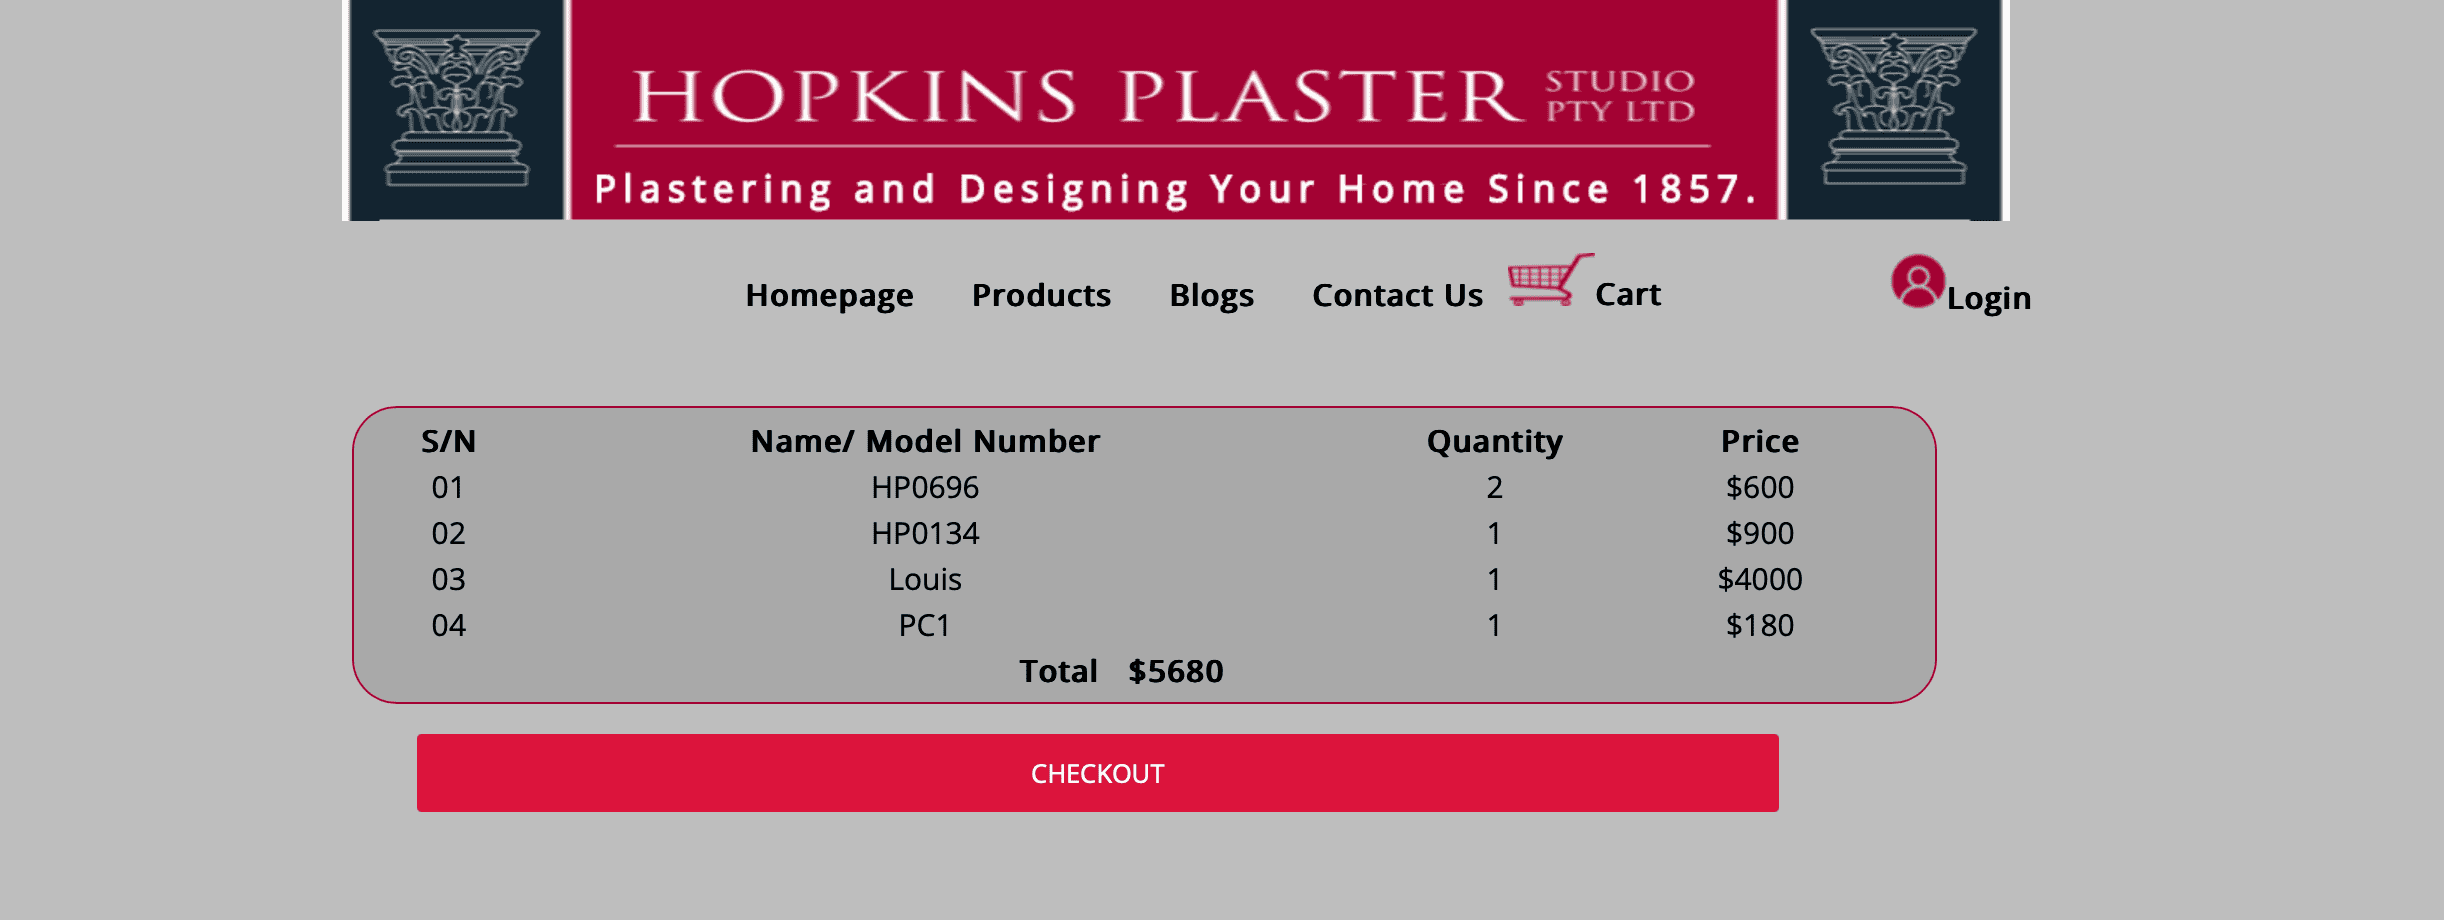 HOPKINS PLASTER STUDIO PTY LTD
Plastering and Designing Your Home Since 1857.
Homepage Products Blogs Contact Us Cart Login
S/N Name/ Model Number Quantity Price
01 HP0696 2 $600
02 HP0134 1 $900
03 Louis 1 $4000
04 PC1 1 $180
Total $5680
CHECKOUT